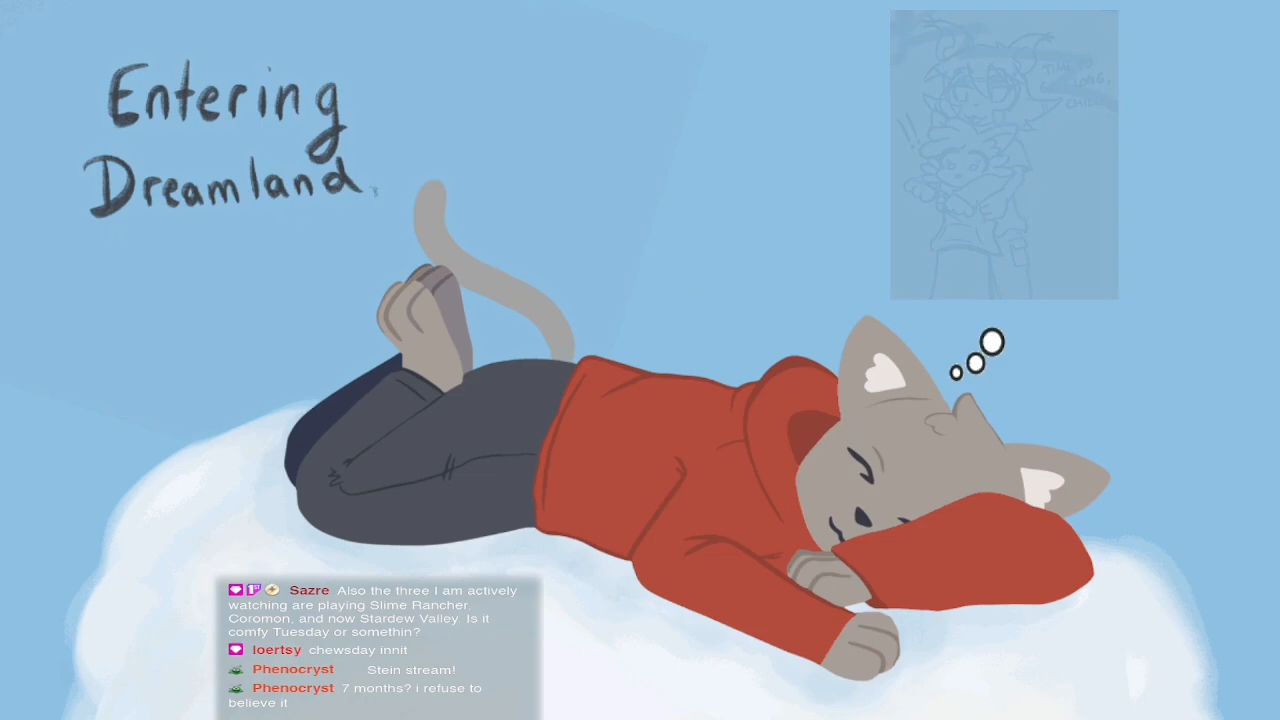 Entering
Dreamland
Sazre Also the three I am actively
watching are playing Slime Rancher,
Coromon, and now Stardew Valley. Is it
comfy Tuesday or somethin?
loertsy chewsday innit
Phenocryst Stein stream!
Phenocryst 7 months? i refuse to
believe it